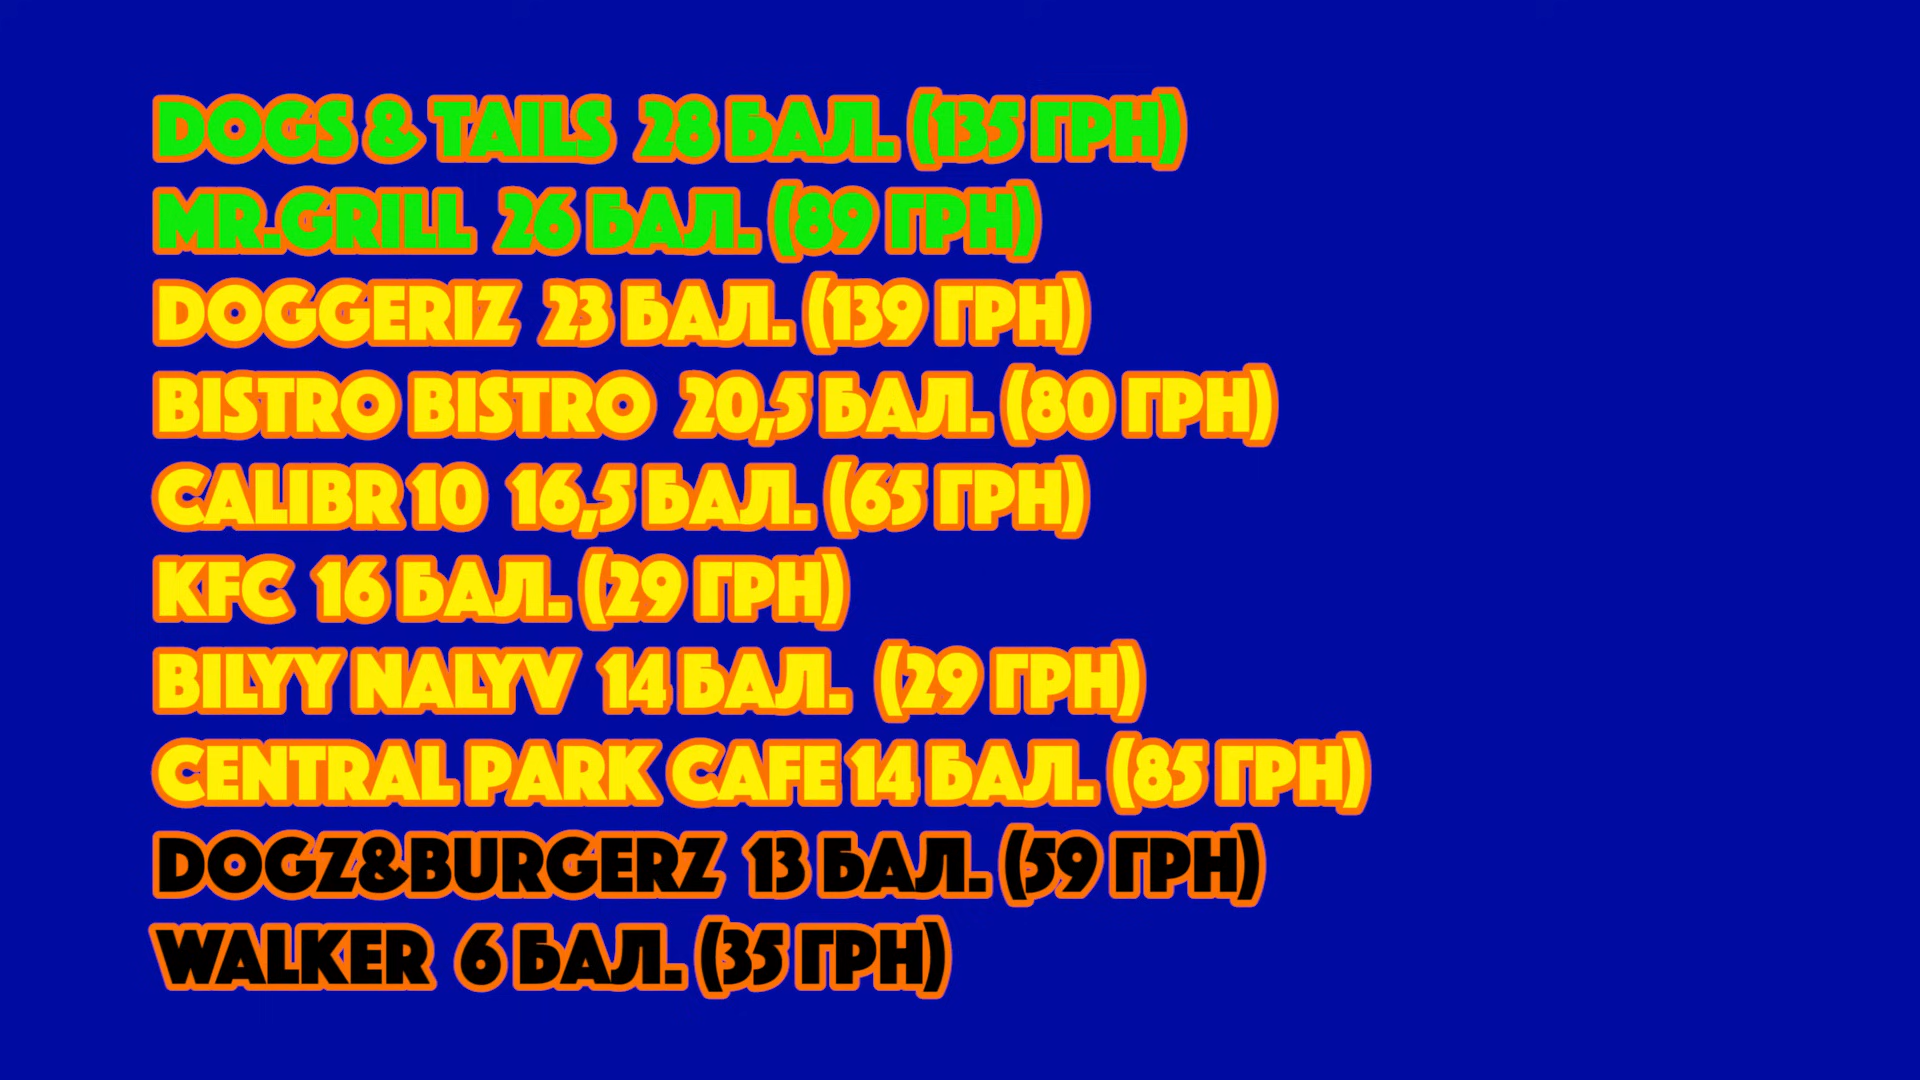 DOGS & TAILS 28 БАЛ. (135 ГРН)
MR.GRILL 26 БАЛ. (89 ГРН)
DOGGERIZ 23 БАЛ. (139 ГРН)
BISTRO BISTRO 20,5 БАЛ. (80 ГРН)
CALIBR 10 16,5 БАЛ. (65 ГРН)
KFC 16 БАЛ. (29 ГРН)
BILYY NALYV 14 БАЛ. (29 ГРН)
CENTRAL PARK CAFE 14 БАЛ. (85 ГРН)
DOGZ&BURGERZ 13 БАЛ. (59 ГРН)
WALKER 6 БАЛ. (35 ГРН)